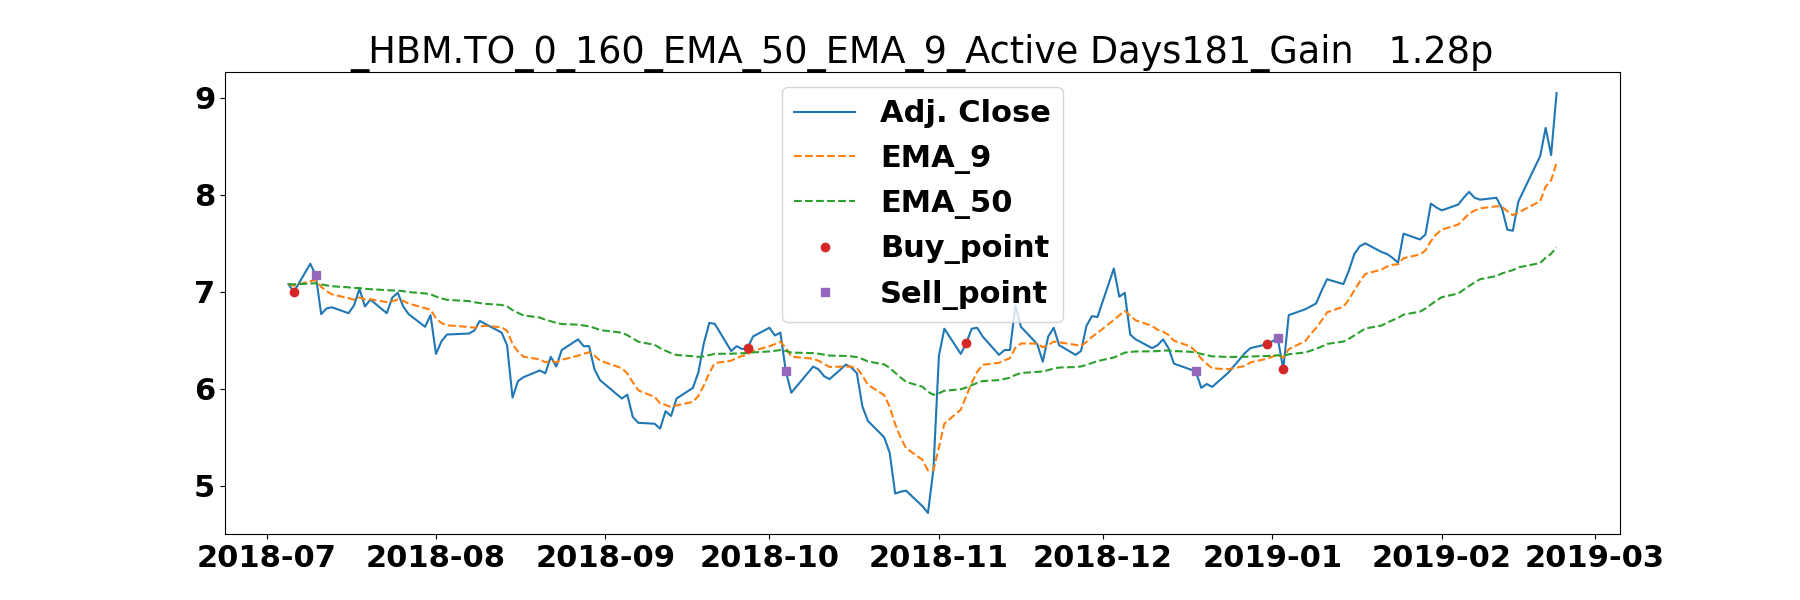 _HBM.TO_0_160_EMA_50_EMA_9_Active Days181_Gain   1.28p
9
8
7
6
5
Adj. Close
EMA_9
EMA_50
Buy_point
Sell_point
2018-07 2018-08 2018-09 2018-10 2018-11 2018-12 2019-01 2019-02 2019-03